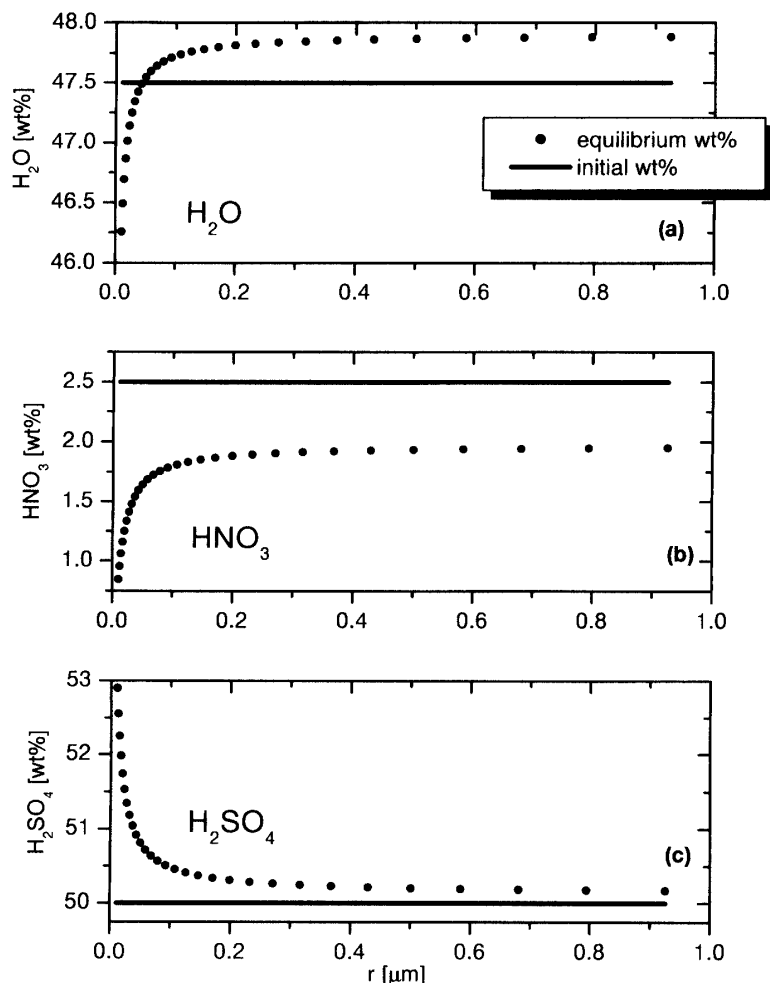 48.0
47.5
47.0
46.5
46.0
H₂O [wt%]
equilibrium wt%
initial wt%
H₂O
(a)
0.0 0.2 0.4 0.6 0.8 1.0
2.5
2.0
1.5
1.0
HNO₃ [wt%]
HNO₃
(b)
0.0 0.2 0.4 0.6 0.8 1.0
53
52
51
50
H₂SO₄ [wt%]
H₂SO₄
(c)
0.0 0.2 0.4 0.6 0.8 1.0
r [μm]